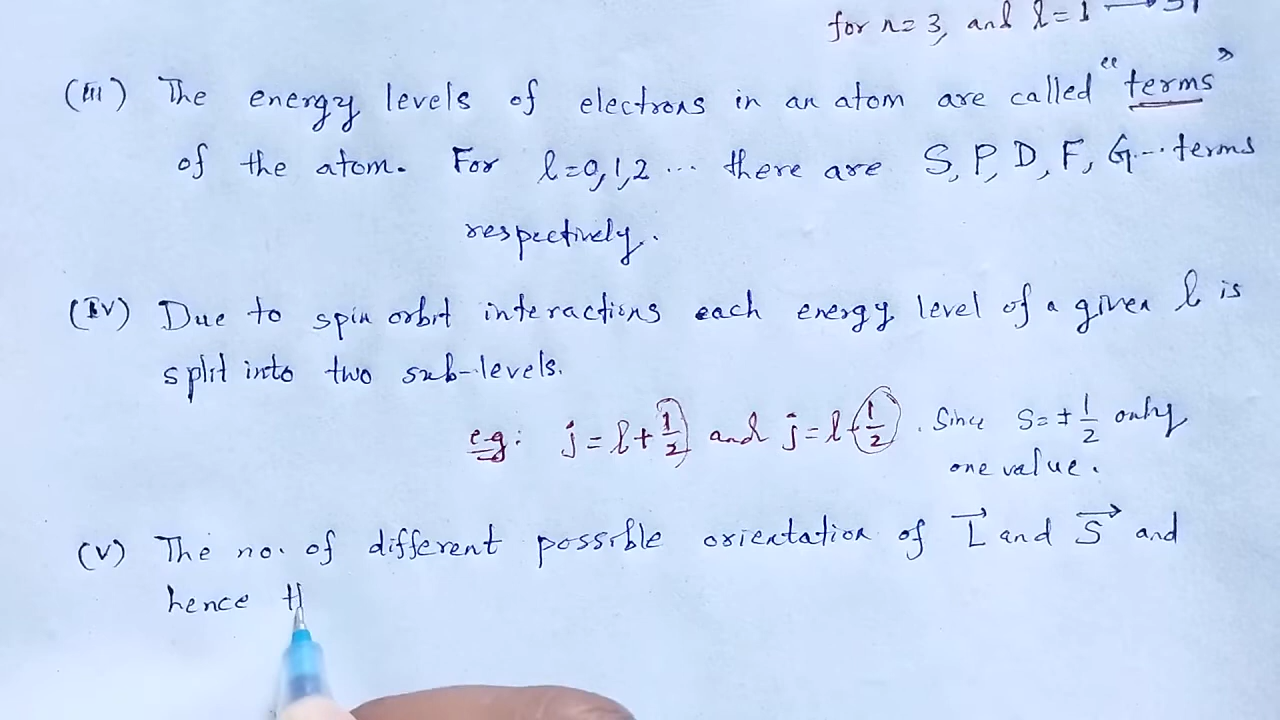 for n=3, and l=1 → 3P
(III) The energy levels of electrons in an atom are called "terms"
of the atom. For l=0,1,2 ... there are S, P, D, F, G... terms
respectively.
(IV) Due to spin orbit interactions each energy level of a given l is
split into two sub-levels.
e.g: j = l + 1/2 and j = l - 1/2. Since S = ± 1/2 only
one value.
(V) The no. of different possible orientation of L⃗ and S⃗ and
hence th